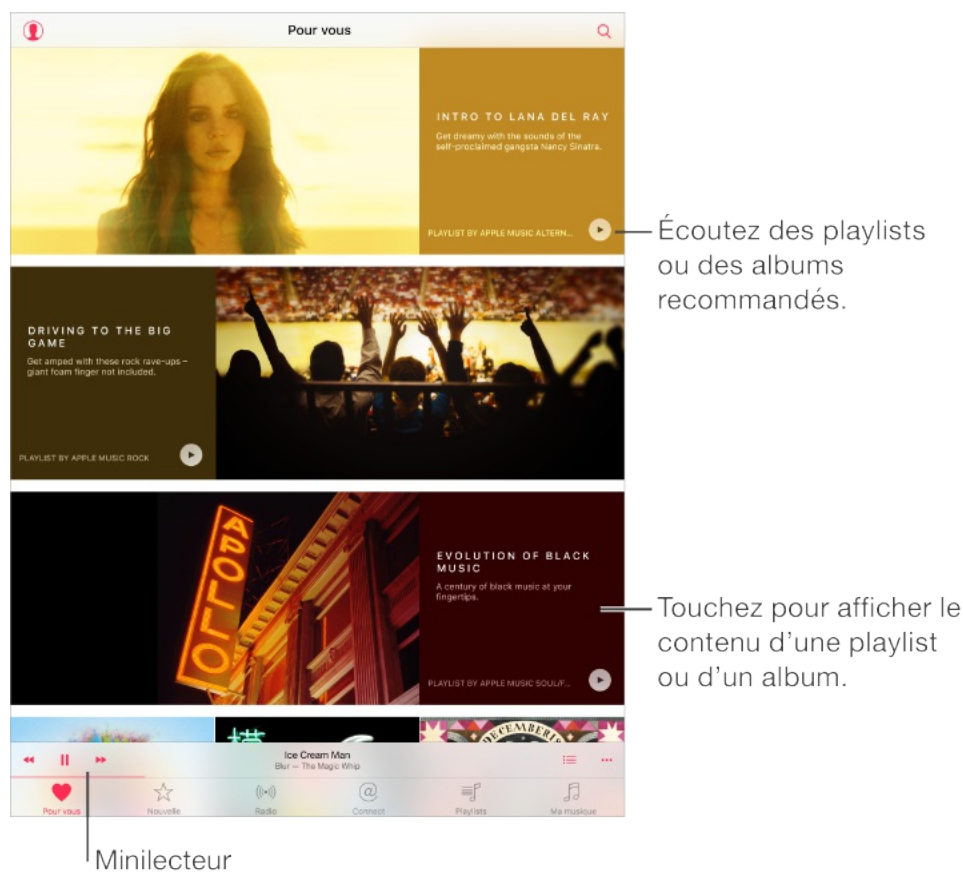 Pour vous
INTRO TO LANA DEL RAY
Get dreamy with the sounds of the
self-proclaimed gangsta Nancy Sinatra.
PLAYLIST BY APPLE MUSIC ALTERN...
Écoutez des playlists
ou des albums
recommandés.
DRIVING TO THE BIG
GAME
Get amped with these rock rave-ups –
giant foam finger not included.
PLAYLIST BY APPLE MUSIC ROCK
APOLLO
EVOLUTION OF BLACK
MUSIC
A century of black music at your
fingertips.
PLAYLIST BY APPLE MUSIC SOUL/F...
Touchez pour afficher le
contenu d’une playlist
ou d’un album.
DECEMBERIS
Ice Cream Man
Blur — The Magic Whip
Pour vous
Nouvelle
Radio
Connect
Playlists
Ma musique
Minilecteur